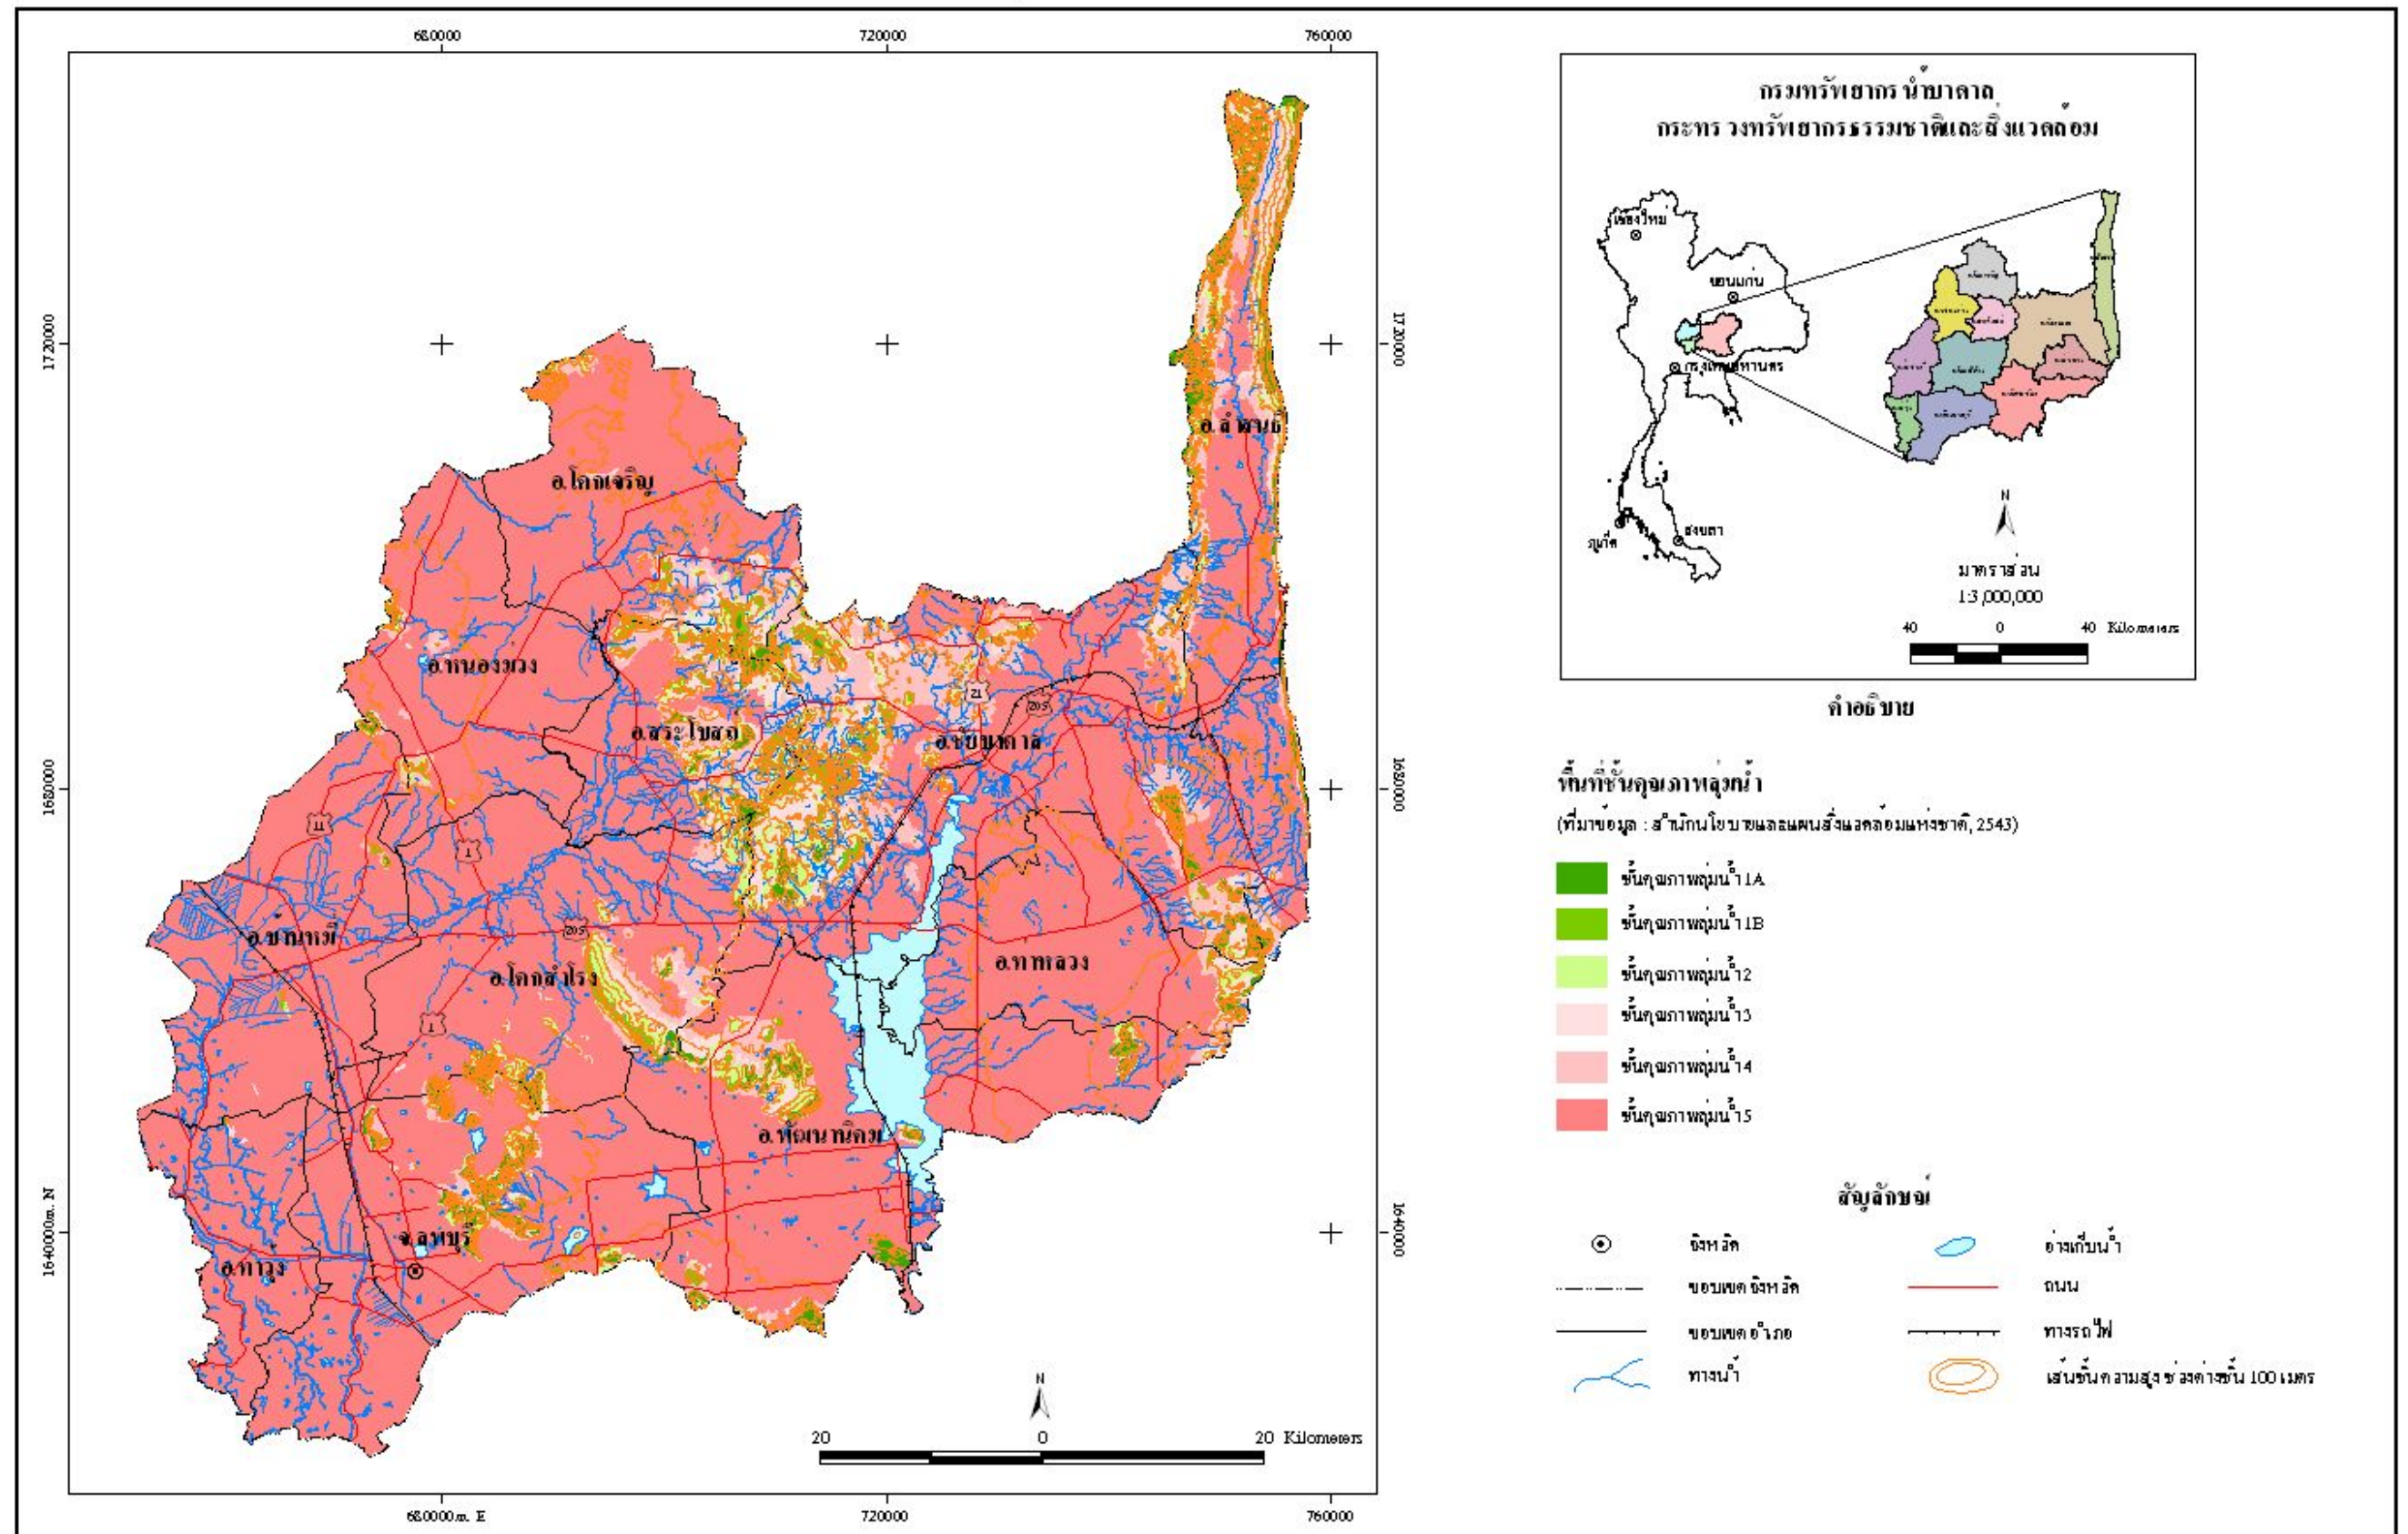 680000
720000
760000
1720000
1720000
อ.ลำสนธิ
อ.โคกเจริญ
อ.หนองม่วง
21
205
อ.สระโบสถ์
อ.ชัยบาดาล
1680000
1680000
11
1
อ.บ้านหมี่
205
อ.โคกสำโรง
อ.ท่าหลวง
1
อ.พัฒนานิคม
1640000m. N
1640000
จ.ลพบุรี
อ.ท่าวุ้ง
N
20
0
20 Kilometers
680000m. E
720000
760000
กรมทรัพยากรน้ำบาดาล
กระทรวงทรัพยากรธรรมชาติและสิ่งแวดล้อม
เชียงใหม่
ขอนแก่น
กรุงเทพมหานคร
สงขลา
ภูเก็ต
N
มาตราส่วน
1:3,000,000
40
0
40 Kilometers
คำอธิบาย
พื้นที่ชั้นคุณภาพลุ่มน้ำ
(ที่มาข้อมูล : สำนักนโยบายและแผนสิ่งแวดล้อมแห่งชาติ, 2543)
ชั้นคุณภาพลุ่มน้ำ1A
ชั้นคุณภาพลุ่มน้ำ1B
ชั้นคุณภาพลุ่มน้ำ2
ชั้นคุณภาพลุ่มน้ำ3
ชั้นคุณภาพลุ่มน้ำ4
ชั้นคุณภาพลุ่มน้ำ5
สัญลักษณ์
จังหวัด
อ่างเก็บน้ำ
ขอบเขตจังหวัด
ถนน
ขอบเขตอำเภอ
ทางรถไฟ
ทางน้ำ
เส้นชั้นความสูง ช่วงต่างชั้น 100 เมตร